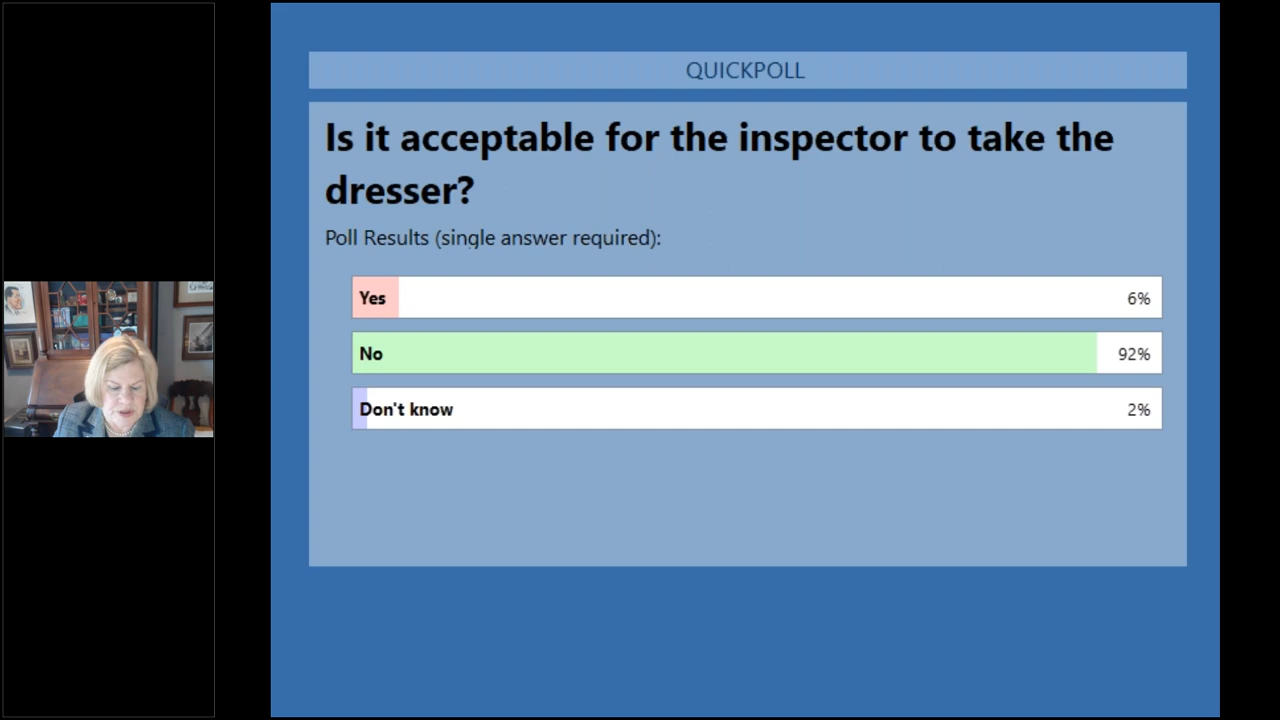 QUICKPOLL
Is it acceptable for the inspector to take the
dresser?
Poll Results (single answer required):
Yes 6%
No 92%
Don't know 2%